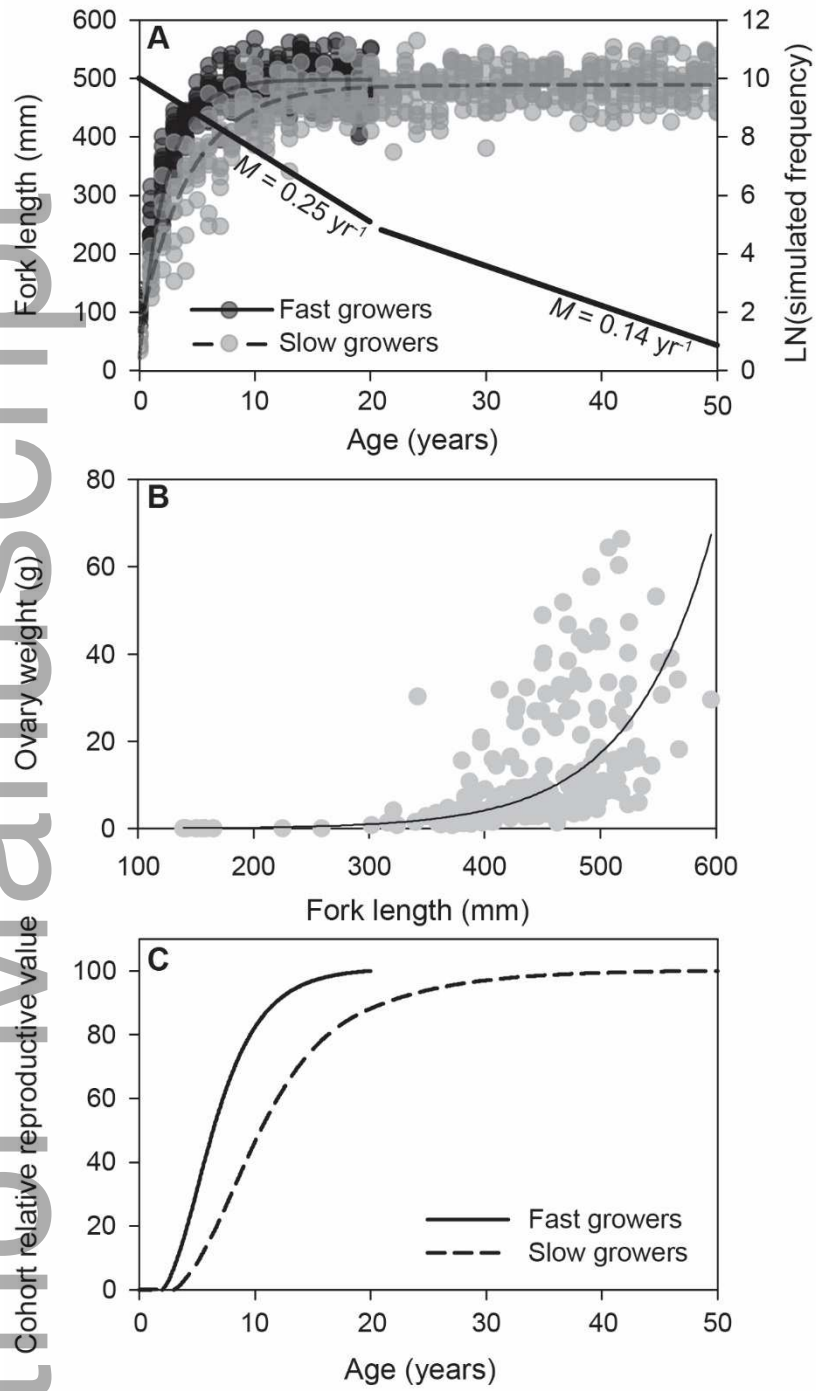 A
600
500
400
300
200
100
0
Fork length (mm)
12
10
8
6
4
2
0
LN(simulated frequency)
M = 0.25 yr-1
M = 0.14 yr-1
Fast growers
Slow growers
0 10 20 30 40 50
Age (years)
B
80
60
40
20
0
Ovary weight (g)
100 200 300 400 500 600
Fork length (mm)
C
100
80
60
40
20
0
Cohort relative reproductive value
Fast growers
Slow growers
0 10 20 30 40 50
Age (years)